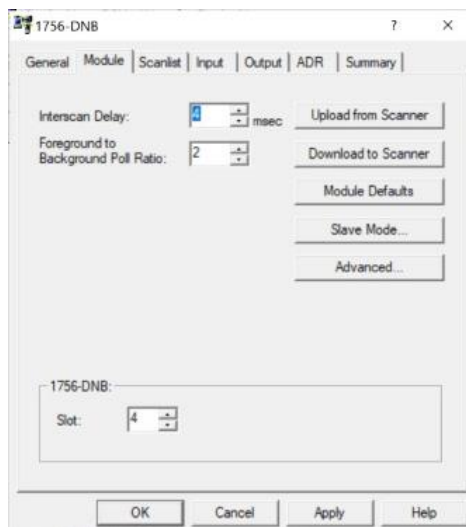 1756-DNB ? ×
General Module Scanlist Input Output ADR Summary
Interscan Delay: 4 msec Upload from Scanner
Foreground to
Background Poll Ratio: 2 Download to Scanner
Module Defaults
Slave Mode...
Advanced...
1756-DNB:
Slot: 4
OK Cancel Apply Help